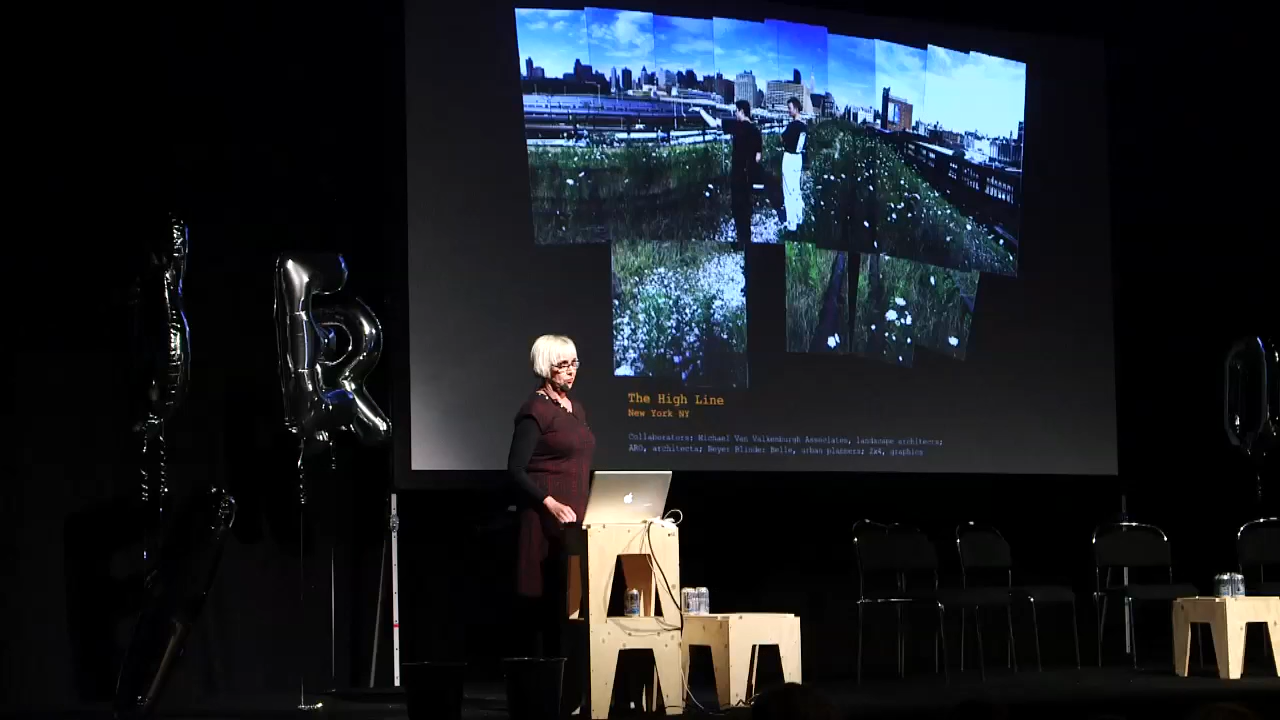 The High Line
New York NY
Collaborators: Michael Van Valkenburgh Associates, landscape architects;
ARO, architects; Beyer Blinder Belle, urban planners; 2x4, graphics
R